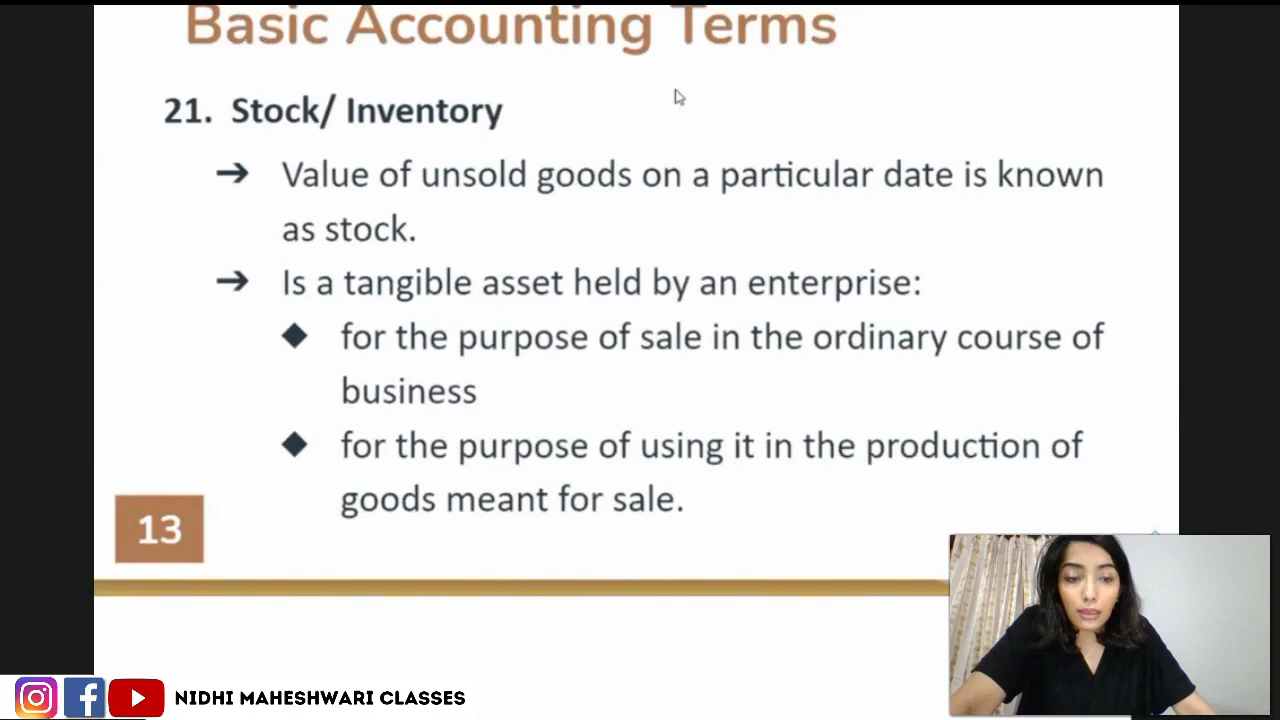 Basic Accounting Terms
21. Stock/ Inventory
➔ Value of unsold goods on a particular date is known
as stock.
➔ Is a tangible asset held by an enterprise:
◆ for the purpose of sale in the ordinary course of
business
◆ for the purpose of using it in the production of
goods meant for sale.
13
NIDHI MAHESHWARI CLASSES